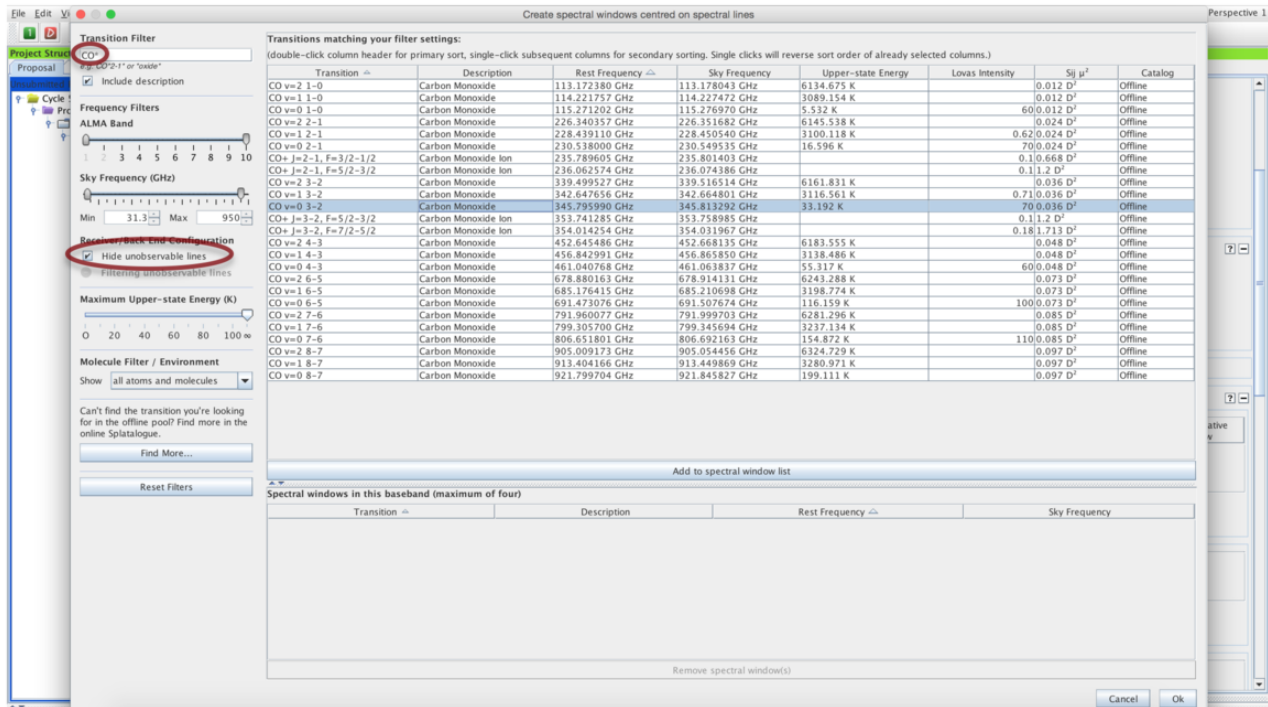 File Edit Vi
Create spectral windows centred on spectral lines
Perspective 1
Project Struct
Proposal
Cycle
Pro
Transition Filter
CO*
e.g. "CO*2-1" or "oxide"
Include description
Frequency Filters
ALMA Band
1 2 3 4 5 6 7 8 9 10
Sky Frequency (GHz)
Min 31.3 Max 950
Receiver/Back End Configuration
Hide unobservable lines
Filtering unobservable lines
Maximum Upper-state Energy (K)
0 20 40 60 80 100 ∞
Molecule Filter / Environment
Show all atoms and molecules
Can't find the transition you're looking
for in the offline pool? Find more in the
online Splatalogue.
Find More...
Reset Filters
Transitions matching your filter settings:
(double-click column header for primary sort, single-click subsequent columns for secondary sorting. Single clicks will reverse sort order of already selected columns.)
Transition Description Rest Frequency Sky Frequency Upper-state Energy Lovas Intensity Sij μ² Catalog
CO v=2 1-0 Carbon Monoxide 113.172380 GHz 113.178043 GHz 6134.675 K 0.012 D² Offline
CO v=1 1-0 Carbon Monoxide 114.221757 GHz 114.227472 GHz 3089.154 K 0.012 D² Offline
CO v=0 1-0 Carbon Monoxide 115.271202 GHz 115.276970 GHz 5.532 K 60 0.012 D² Offline
CO v=2 2-1 Carbon Monoxide 226.340357 GHz 226.351682 GHz 6145.538 K 0.024 D² Offline
CO v=1 2-1 Carbon Monoxide 228.439110 GHz 228.450540 GHz 3100.118 K 0.62 0.024 D² Offline
CO v=0 2-1 Carbon Monoxide 230.538000 GHz 230.549535 GHz 16.596 K 70 0.024 D² Offline
CO+ J=2-1, F=3/2-1/2 Carbon Monoxide Ion 235.789605 GHz 235.801403 GHz 0.1 0.668 D² Offline
CO+ J=2-1, F=5/2-3/2 Carbon Monoxide Ion 236.062574 GHz 236.074386 GHz 0.1 1.2 D² Offline
CO v=2 3-2 Carbon Monoxide 339.499527 GHz 339.516514 GHz 6161.831 K 0.036 D² Offline
CO v=1 3-2 Carbon Monoxide 342.647656 GHz 342.664801 GHz 3116.561 K 0.71 0.036 D² Offline
CO v=0 3-2 Carbon Monoxide 345.795990 GHz 345.813292 GHz 33.192 K 70 0.036 D² Offline
CO+ J=3-2, F=5/2-3/2 Carbon Monoxide Ion 353.741285 GHz 353.758985 GHz 0.1 1.2 D² Offline
CO+ J=3-2, F=7/2-5/2 Carbon Monoxide Ion 354.014254 GHz 354.031967 GHz 0.18 1.713 D² Offline
CO v=2 4-3 Carbon Monoxide 452.645486 GHz 452.668135 GHz 6183.555 K 0.048 D² Offline
CO v=1 4-3 Carbon Monoxide 456.842991 GHz 456.865850 GHz 3138.486 K 0.048 D² Offline
CO v=0 4-3 Carbon Monoxide 461.040768 GHz 461.063837 GHz 55.317 K 60 0.048 D² Offline
CO v=2 6-5 Carbon Monoxide 678.880163 GHz 678.914131 GHz 6243.288 K 0.073 D² Offline
CO v=1 6-5 Carbon Monoxide 685.176415 GHz 685.210698 GHz 3198.774 K 0.073 D² Offline
CO v=0 6-5 Carbon Monoxide 691.473076 GHz 691.507674 GHz 116.159 K 100 0.073 D² Offline
CO v=2 7-6 Carbon Monoxide 791.960077 GHz 791.999703 GHz 6281.296 K 0.085 D² Offline
CO v=1 7-6 Carbon Monoxide 799.305700 GHz 799.345694 GHz 3237.134 K 0.085 D² Offline
CO v=0 7-6 Carbon Monoxide 806.651801 GHz 806.692163 GHz 154.872 K 110 0.085 D² Offline
CO v=2 8-7 Carbon Monoxide 905.009173 GHz 905.054456 GHz 6324.729 K 0.097 D² Offline
CO v=1 8-7 Carbon Monoxide 913.404166 GHz 913.449869 GHz 3280.971 K 0.097 D² Offline
CO v=0 8-7 Carbon Monoxide 921.799704 GHz 921.845827 GHz 199.111 K 0.097 D² Offline
Add to spectral window list
Spectral windows in this baseband (maximum of four)
Transition Description Rest Frequency Sky Frequency
Remove spectral window(s)
Cancel Ok
ative
w